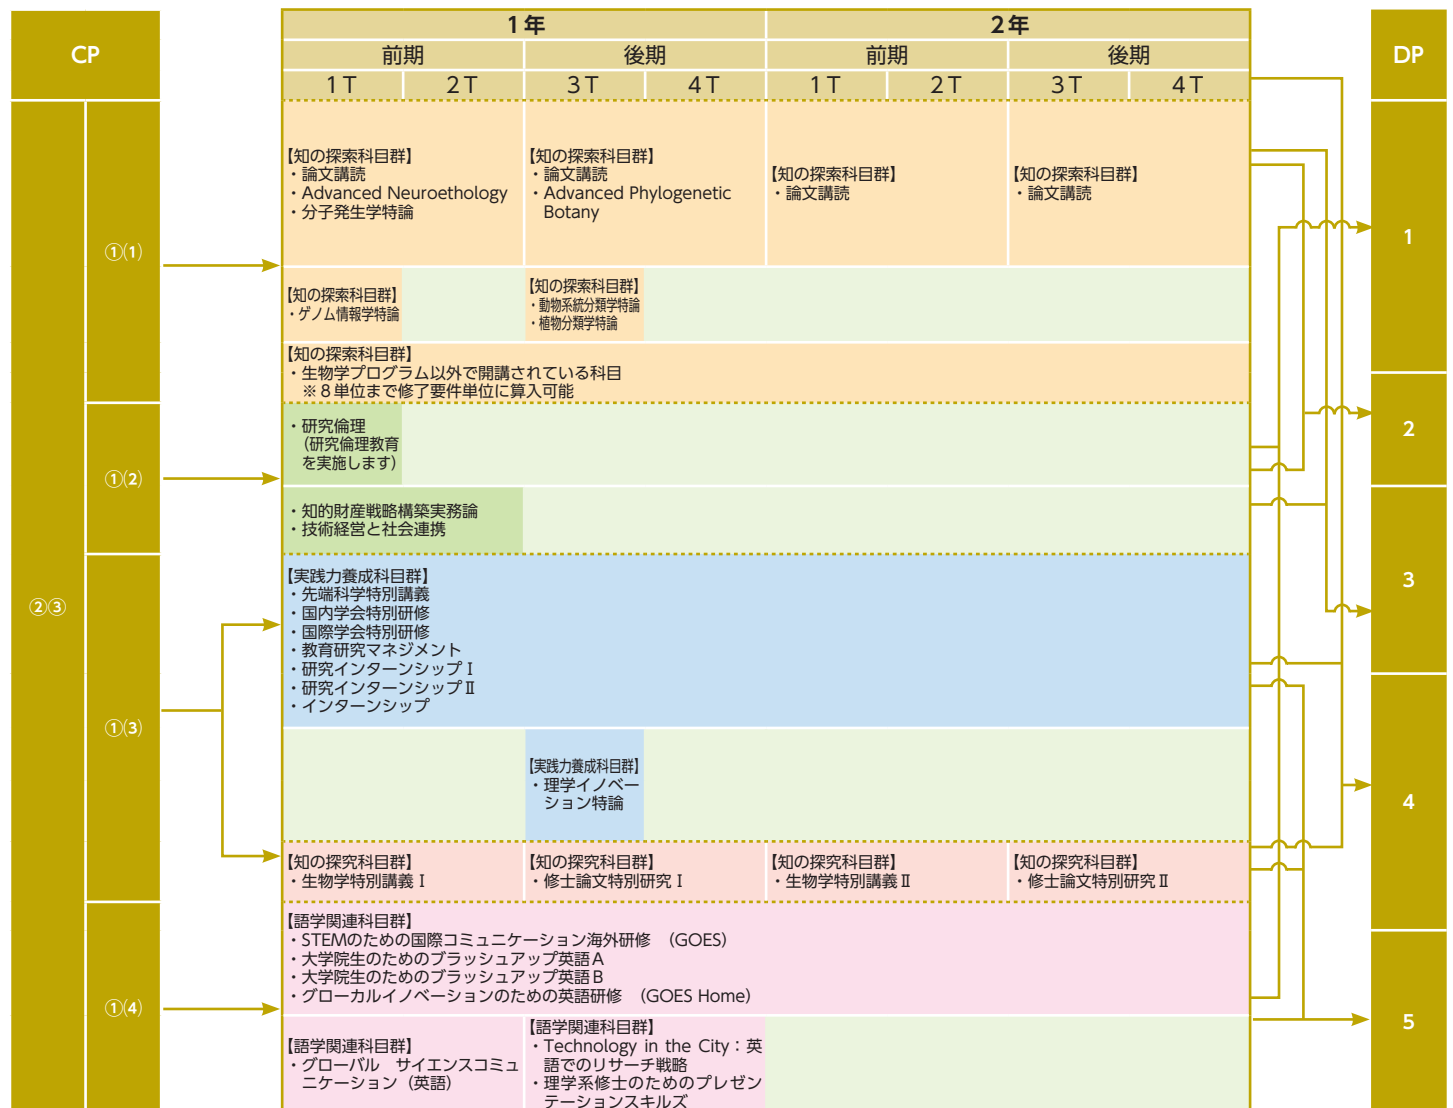 CP
1年
2年
DP
前期
後期
前期
後期
1T
2T
3T
4T
1T
2T
3T
4T
②③
①(1)
【知の探索科目群】
・論文講読
・Advanced Neuroethology
・分子発生学特論
【知の探索科目群】
・論文講読
・Advanced Phylogenetic
Botany
【知の探索科目群】
・論文講読
【知の探索科目群】
・論文講読
【知の探索科目群】
・ゲノム情報学特論
【知の探索科目群】
・動物系統分類学特論
・植物分類学特論
【知の探索科目群】
・生物学プログラム以外で開講されている科目
※８単位まで修了要件単位に算入可能
①(2)
・研究倫理
（研究倫理教育
を実施します）
・知的財産戦略構築実務論
・技術経営と社会連携
①(3)
【実践力養成科目群】
・先端科学特別講義
・国内学会特別研修
・国際学会特別研修
・教育研究マネジメント
・研究インターンシップⅠ
・研究インターンシップⅡ
・インターンシップ
【実践力養成科目群】
・理学イノベー
ション特論
【知の探究科目群】
・生物学特別講義Ⅰ
【知の探究科目群】
・修士論文特別研究Ⅰ
【知の探究科目群】
・生物学特別講義Ⅱ
【知の探究科目群】
・修士論文特別研究Ⅱ
①(4)
【語学関連科目群】
・STEMのための国際コミュニケーション海外研修　（GOES）
・大学院生のためのブラッシュアップ英語A
・大学院生のためのブラッシュアップ英語B
・グローカルイノベーションのための英語研修　（GOES Home）
【語学関連科目群】
・グローバル　サイエンスコミュ
ニケーション（英語）
【語学関連科目群】
・Technology in the City：英
語でのリサーチ戦略
・理学系修士のためのプレゼン
テーションスキルズ
1
2
3
4
5